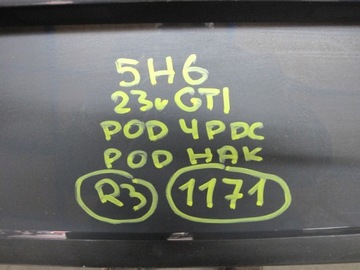 5H6
23r GTI
POD 4PDC
POD HAK
R3 1171